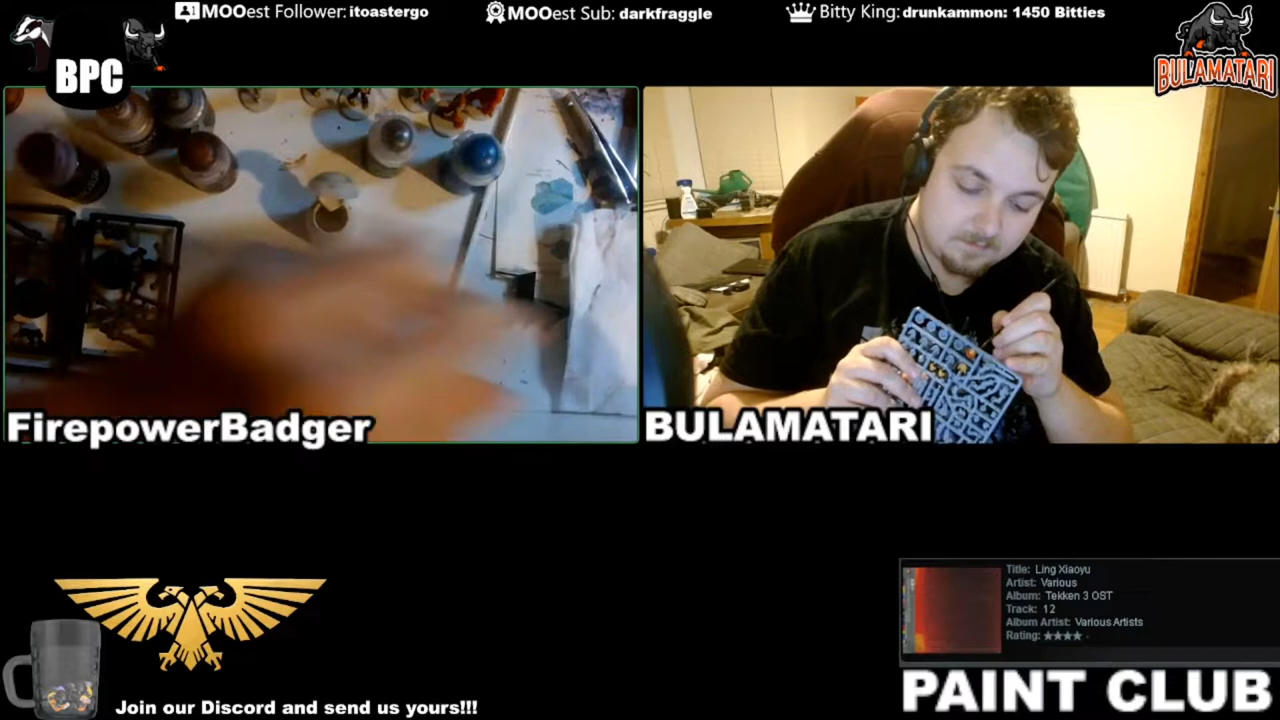 MOOest Follower: itoastergo
MOOest Sub: darkfraggle
Bitty King: drunkammon: 1450 Bitties
BPC
BULAMATARI
FirepowerBadger
BULAMATARI
Title: Ling Xiaoyu
Artist: Various
Album: Tekken 3 OST
Track: 12
Album Artist: Various Artists
Rating: ★★★★
Join our Discord and send us yours!!!
PAINT CLUB